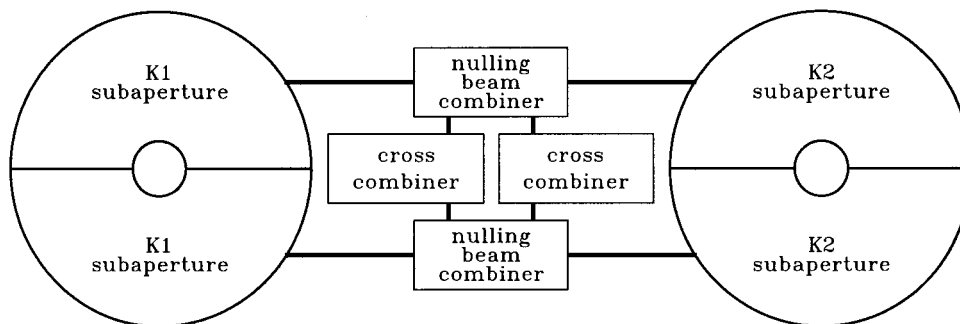 K1
subaperture
nulling
beam
combiner
K2
subaperture
cross
combiner
cross
combiner
K1
subaperture
nulling
beam
combiner
K2
subaperture